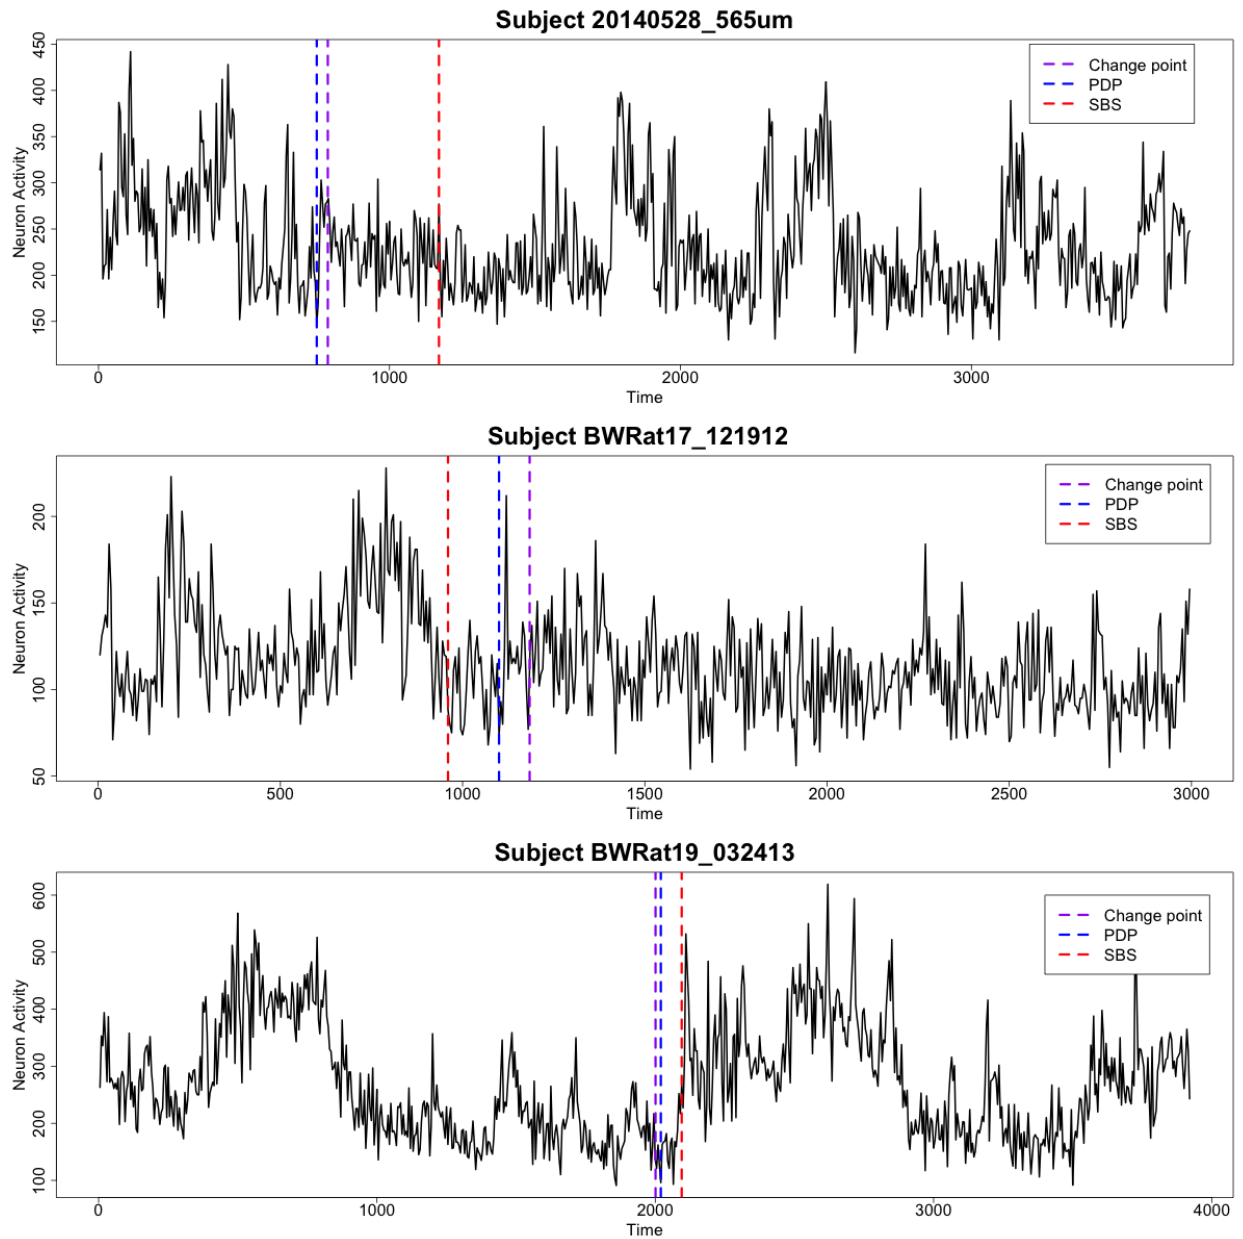 Subject 20140528_565um
Neuron Activity
450
400
350
300
250
200
150
Change point
PDP
SBS
0 1000 2000 3000
Time
Subject BWRat17_121912
Neuron Activity
200
150
100
50
Change point
PDP
SBS
0 500 1000 1500 2000 2500 3000
Time
Subject BWRat19_032413
Neuron Activity
600
500
400
300
200
100
Change point
PDP
SBS
0 1000 2000 3000 4000
Time